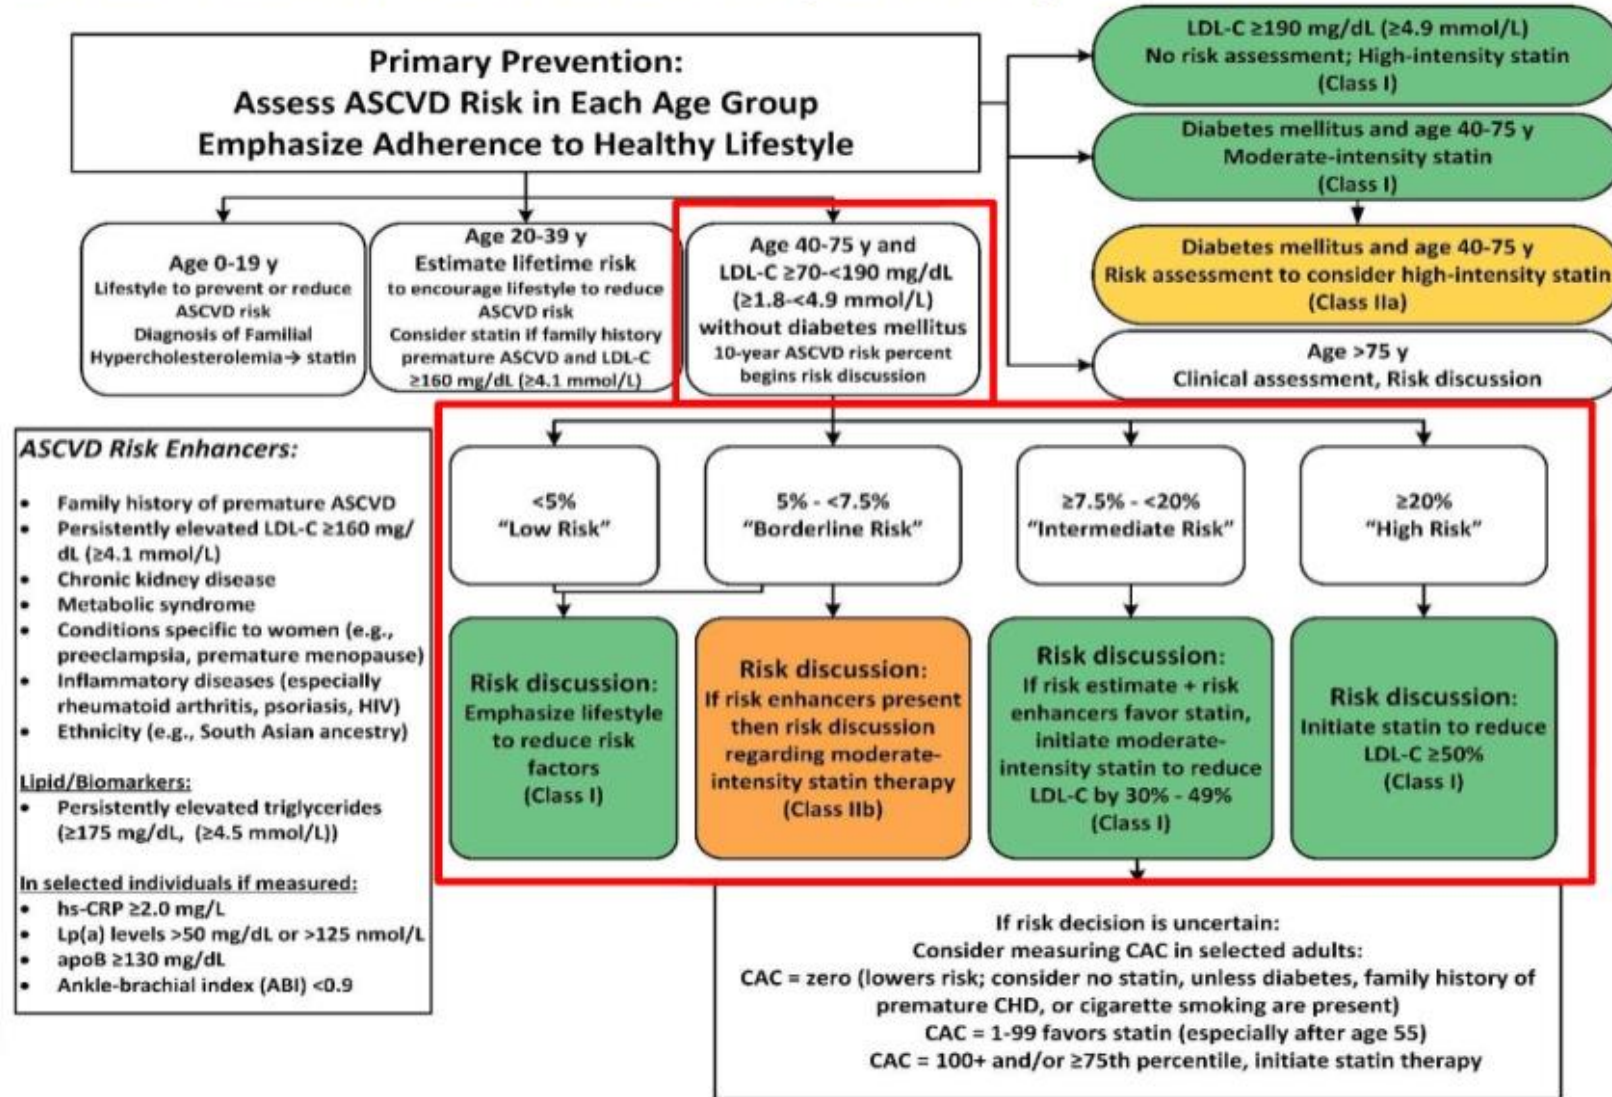 Primary Prevention:
Assess ASCVD Risk in Each Age Group
Emphasize Adherence to Healthy Lifestyle
LDL-C ≥190 mg/dL (≥4.9 mmol/L)
No risk assessment; High-intensity statin
(Class I)
Diabetes mellitus and age 40-75 y
Moderate-intensity statin
(Class I)
Diabetes mellitus and age 40-75 y
Risk assessment to consider high-intensity statin
(Class IIa)
Age >75 y
Clinical assessment, Risk discussion
Age 0-19 y
Lifestyle to prevent or reduce
ASCVD risk
Diagnosis of Familial
Hypercholesterolemia→ statin
Age 20-39 y
Estimate lifetime risk
to encourage lifestyle to reduce
ASCVD risk
Consider statin if family history
premature ASCVD and LDL-C
≥160 mg/dL (≥4.1 mmol/L)
Age 40-75 y and
LDL-C ≥70-<190 mg/dL
(≥1.8-<4.9 mmol/L)
without diabetes mellitus
10-year ASCVD risk percent
begins risk discussion
ASCVD Risk Enhancers:
• Family history of premature ASCVD
• Persistently elevated LDL-C ≥160 mg/
dL (≥4.1 mmol/L)
• Chronic kidney disease
• Metabolic syndrome
• Conditions specific to women (e.g.,
preeclampsia, premature menopause)
• Inflammatory diseases (especially
rheumatoid arthritis, psoriasis, HIV)
• Ethnicity (e.g., South Asian ancestry)
Lipid/Biomarkers:
• Persistently elevated triglycerides
(≥175 mg/dL, (≥4.5 mmol/L))
In selected individuals if measured:
• hs-CRP ≥2.0 mg/L
• Lp(a) levels >50 mg/dL or >125 nmol/L
• apoB ≥130 mg/dL
• Ankle-brachial index (ABI) <0.9
<5%
"Low Risk"
5% - <7.5%
"Borderline Risk"
≥7.5% - <20%
"Intermediate Risk"
≥20%
"High Risk"
Risk discussion:
Emphasize lifestyle
to reduce risk
factors
(Class I)
Risk discussion:
If risk enhancers present
then risk discussion
regarding moderate-
intensity statin therapy
(Class IIb)
Risk discussion:
If risk estimate + risk
enhancers favor statin,
initiate moderate-
intensity statin to reduce
LDL-C by 30% - 49%
(Class I)
Risk discussion:
Initiate statin to reduce
LDL-C ≥50%
(Class I)
If risk decision is uncertain:
Consider measuring CAC in selected adults:
CAC = zero (lowers risk; consider no statin, unless diabetes, family history of
premature CHD, or cigarette smoking are present)
CAC = 1-99 favors statin (especially after age 55)
CAC = 100+ and/or ≥75th percentile, initiate statin therapy